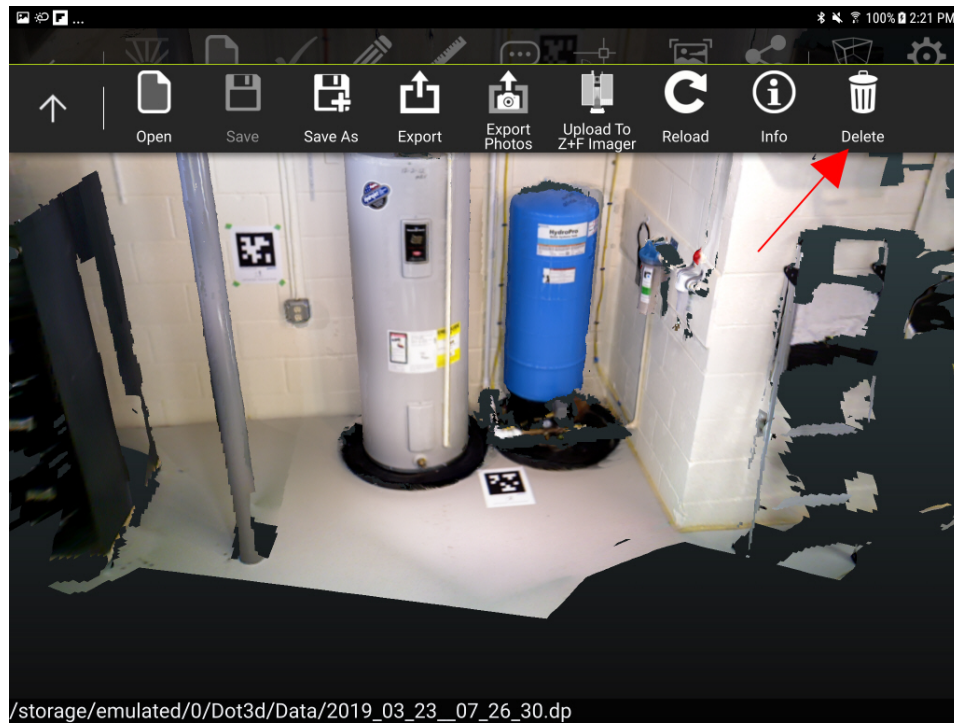 ... 100% 2:21 PM
Open
Save
Save As
Export
Export
Photos
Upload To
Z+F Imager
Reload
Info
Delete
HydroPro
/storage/emulated/0/Dot3d/Data/2019_03_23__07_26_30.dp